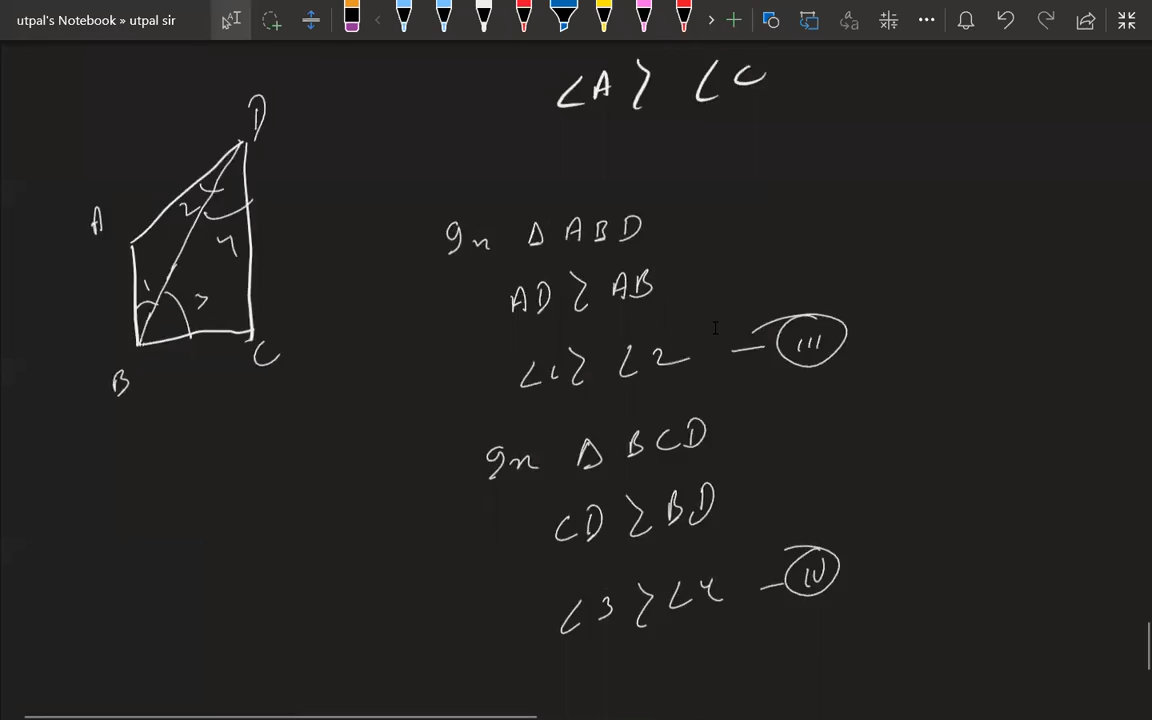 utpal's Notebook » utpal sir
<A > <C
D
A
2
4
1
3
B
C
In Δ ABD
AD > AB
<1 > <2 — (III)
In Δ BCD
CD > BD
<3 > <4 — (IV)